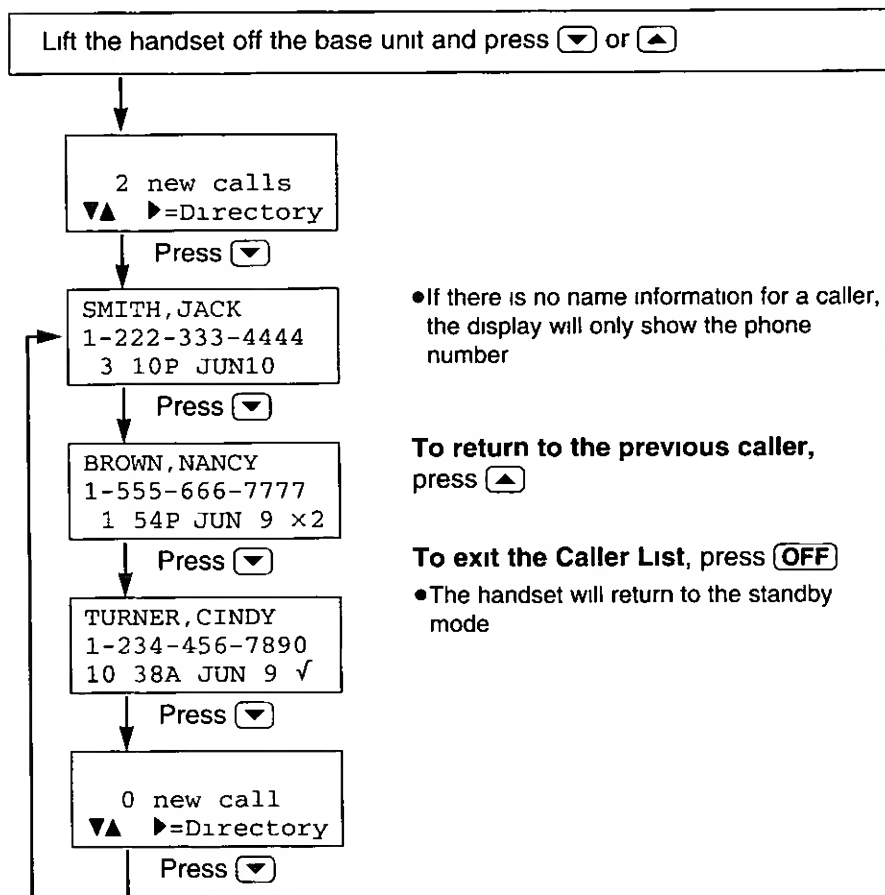 Lift the handset off the base unit and press ▼ or ▲
2 new calls
▼▲ ▶=Directory
Press ▼
SMITH,JACK
1-222-333-4444
3 10P JUN10
Press ▼
BROWN,NANCY
1-555-666-7777
1 54P JUN 9 ×2
Press ▼
TURNER,CINDY
1-234-456-7890
10 38A JUN 9 √
Press ▼
0 new call
▼▲ ▶=Directory
Press ▼
●If there is no name information for a caller,
the display will only show the phone
number
To return to the previous caller,
press ▲
To exit the Caller List, press OFF
●The handset will return to the standby
mode